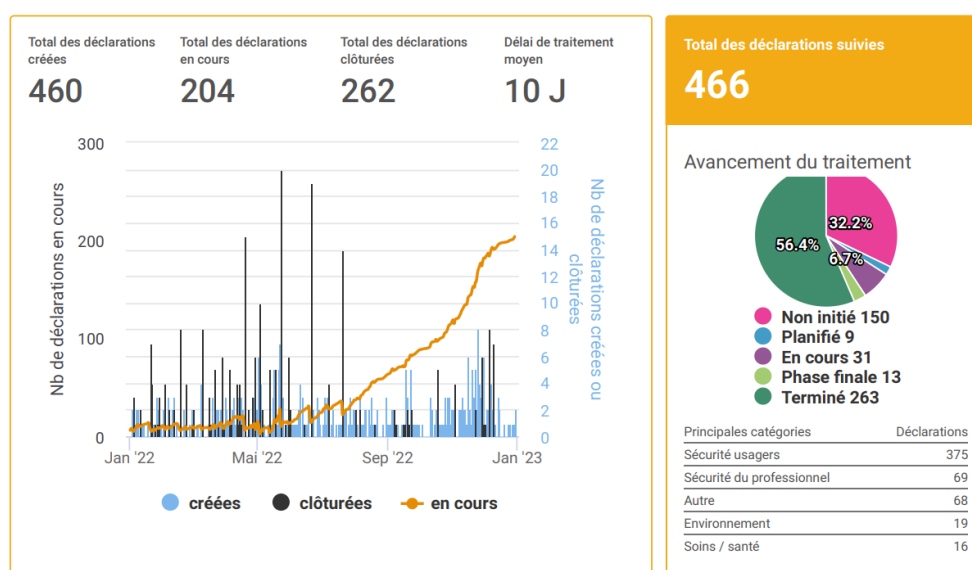 Total des déclarations
créées
460
Total des déclarations
en cours
204
Total des déclarations
clôturées
262
Délai de traitement
moyen
10 J
300
200
100
0
Nb de déclarations en cours
22
20
18
16
14
12
10
8
6
4
2
0
Nb de déclarations créées ou
clôturées
Jan '22
Mai '22
Sep '22
Jan '23
créées
clôturées
en cours
Total des déclarations suivies
466
Avancement du traitement
32.2%
56.4%
6.7%
Non initié 150
Planifié 9
En cours 31
Phase finale 13
Terminé 263
Principales catégories Déclarations
Sécurité usagers 375
Sécurité du professionnel 69
Autre 68
Environnement 19
Soins / santé 16